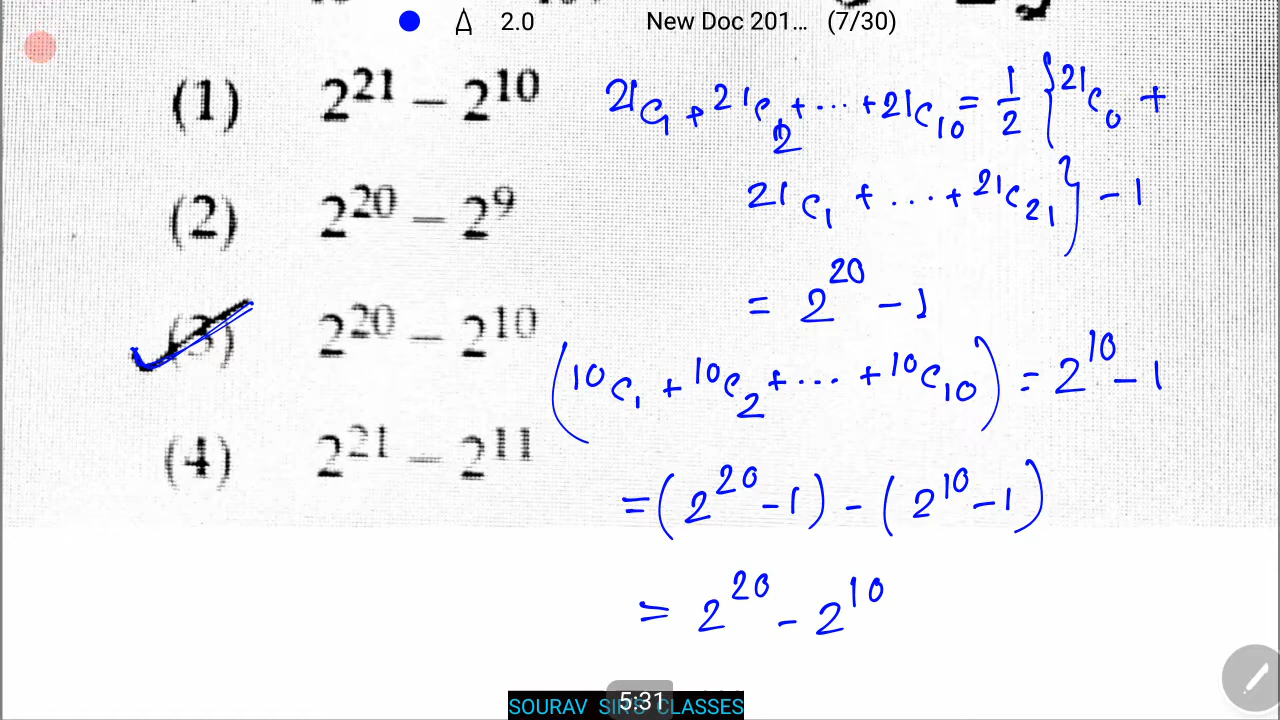 2.0 New Doc 201... (7/30)
(1) 2^21 – 2^10
(2) 2^20 – 2^9
(3) 2^20 – 2^10
(4) 2^21 – 2^11
²¹C₁ + ²¹C₂ + ... + ²¹C₁₀ = 1/2 { ²¹C₀ +
²¹C₁ + ... + ²¹C₂₁ } - 1
= 2^20 - 1
(¹⁰C₁ + ¹⁰C₂ + ... + ¹⁰C₁₀) = 2^10 - 1
= (2^20 - 1) - (2^10 - 1)
= 2^20 - 2^10
5:31